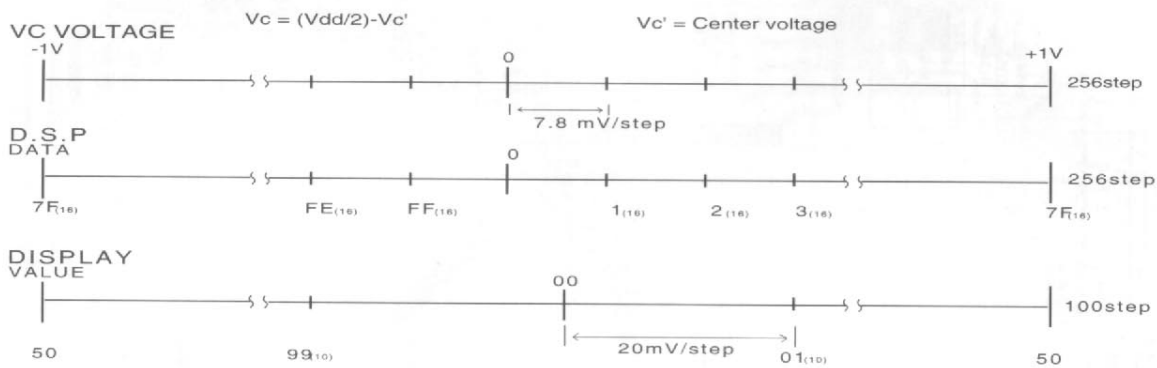 Vc = (Vdd/2)-Vc' Vc' = Center voltage
VC VOLTAGE
-1V 0 +1V
256step
7.8 mV/step
D.S.P
DATA 0
256step
7F(16) FE(16) FF(16) 1(16) 2(16) 3(16) 7F(16)
DISPLAY
VALUE 00
100step
20mV/step
50 99(10) 01(10) 50